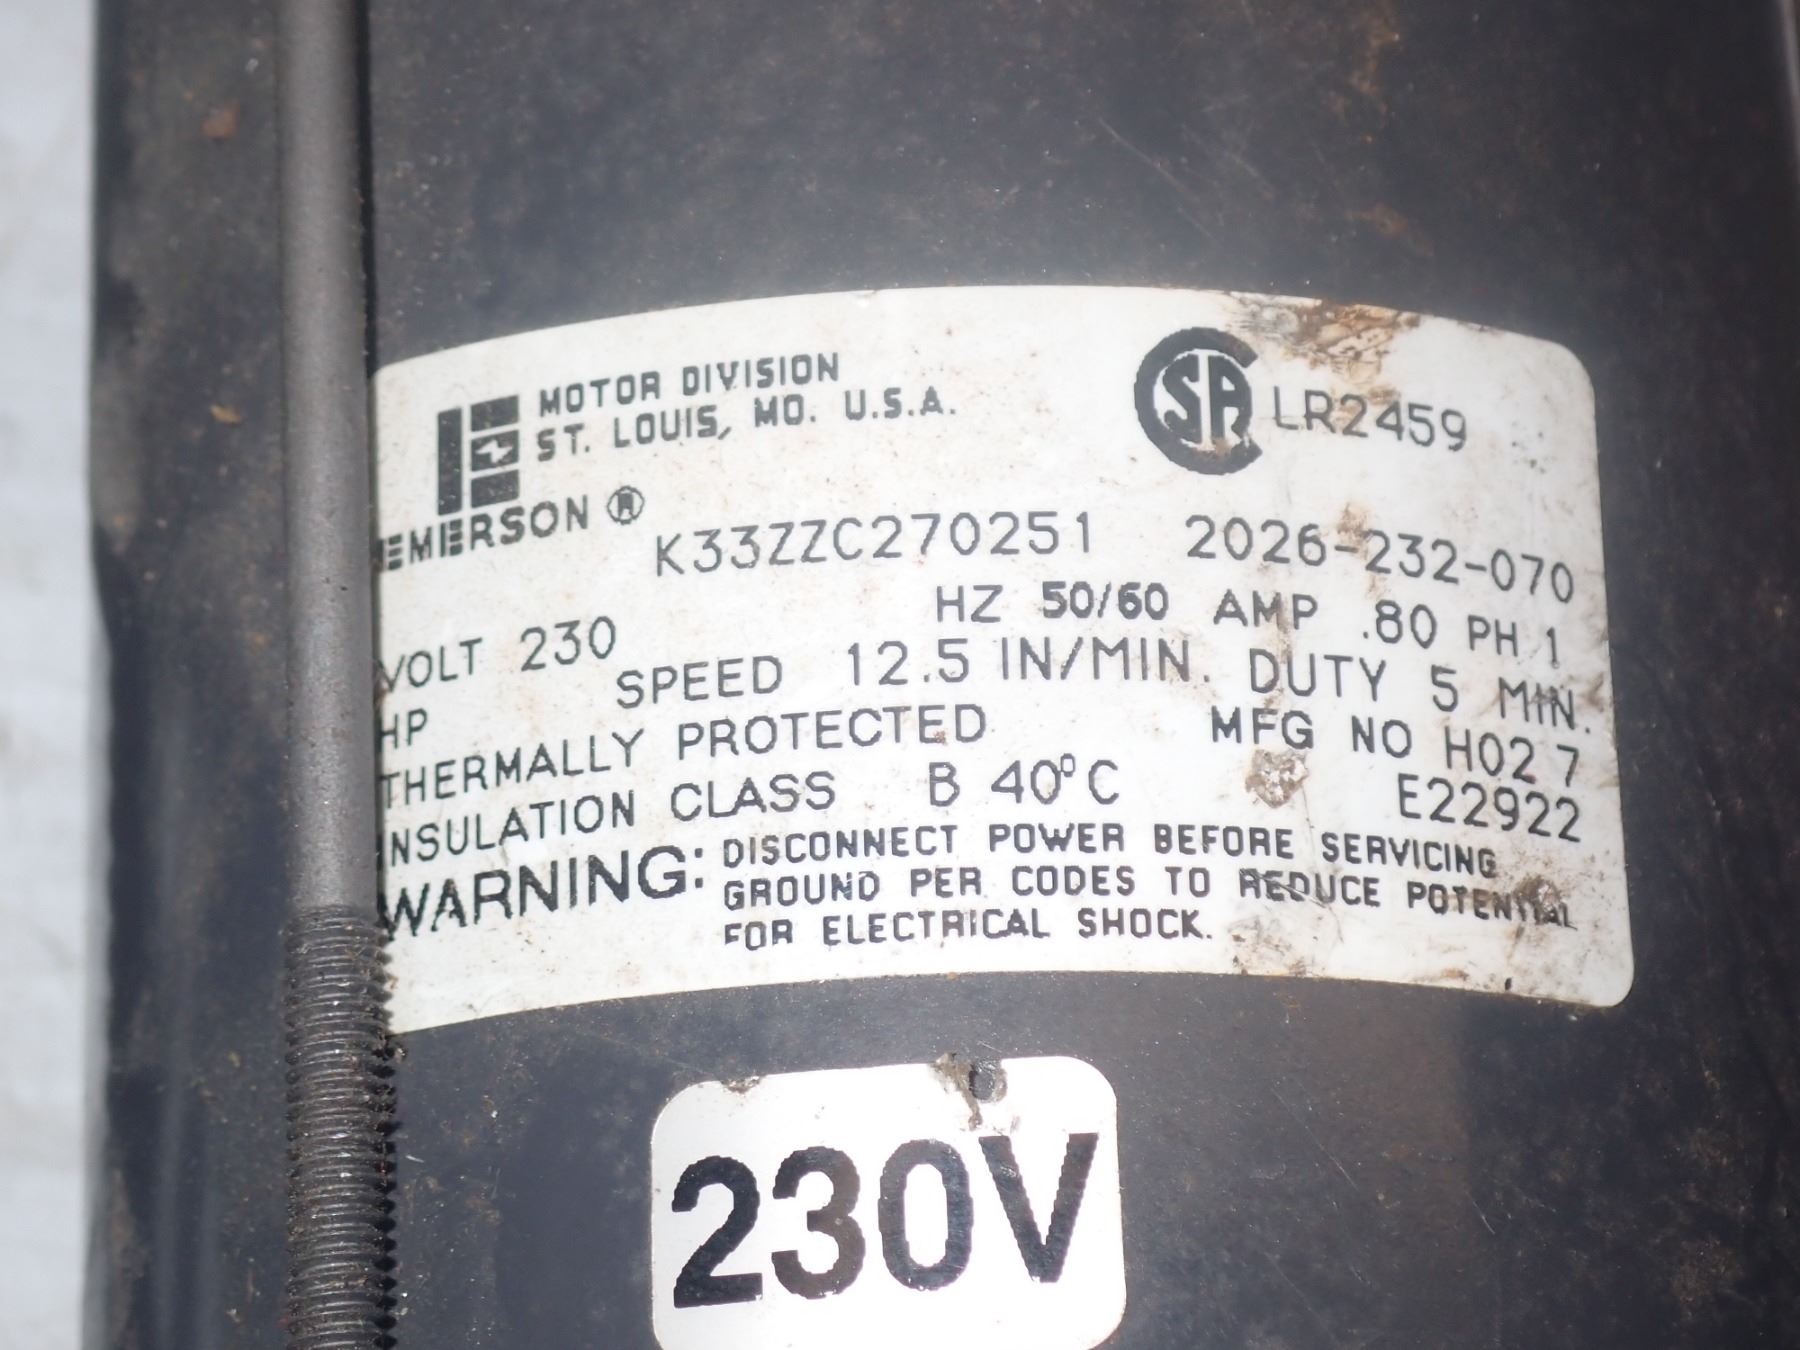 MOTOR DIVISION
ST. LOUIS, MO. U.S.A.
EMERSON ®
SA LR2459
K33ZZC270251 2026-232-070
VOLT 230 HZ 50/60 AMP .80 PH 1
HP SPEED 12.5 IN/MIN. DUTY 5 MIN.
THERMALLY PROTECTED MFG NO H02 7
INSULATION CLASS B 40°C E22922
WARNING: DISCONNECT POWER BEFORE SERVICING
GROUND PER CODES TO REDUCE POTENTIAL
FOR ELECTRICAL SHOCK.
230V